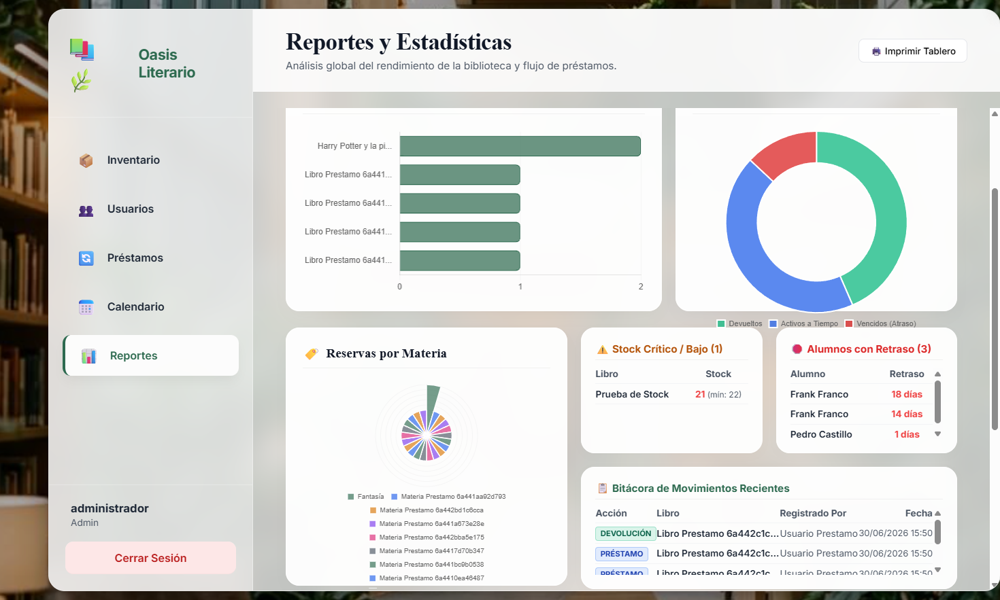 Oasis
Literario
Inventario
Usuarios
Préstamos
Calendario
Reportes
administrador
Admin
Cerrar Sesión
Reportes y Estadísticas
Análisis global del rendimiento de la biblioteca y flujo de préstamos.
Imprimir Tablero
Harry Potter y la pi...
Libro Prestamo 6a441...
Libro Prestamo 6a441...
Libro Prestamo 6a441...
Libro Prestamo 6a441...
0 1 2
Devueltos Activos a Tiempo Vencidos (Atraso)
Reservas por Materia
Fantasía Materia Prestamo 6a441aa92d793
Materia Prestamo 6a442bd1c6cca
Materia Prestamo 6a441a673e28e
Materia Prestamo 6a442bba5e175
Materia Prestamo 6a4417d70b347
Materia Prestamo 6a441bc9b0538
Materia Prestamo 6a4410ea46487
Stock Crítico / Bajo (1)
Libro Stock
Prueba de Stock 21 (mín: 22)
Alumnos con Retraso (3)
Alumno Retraso
Frank Franco 18 días
Frank Franco 14 días
Pedro Castillo 1 días
Bitácora de Movimientos Recientes
Acción Libro Registrado Por Fecha
DEVOLUCIÓN Libro Prestamo 6a442c1c... Usuario Prestamo 30/06/2026 15:50
PRÉSTAMO Libro Prestamo 6a442c1c... Usuario Prestamo 30/06/2026 15:50
PRÉSTAMO Libro Prestamo 6a442c1c... Usuario Prestamo 30/06/2026 15:50